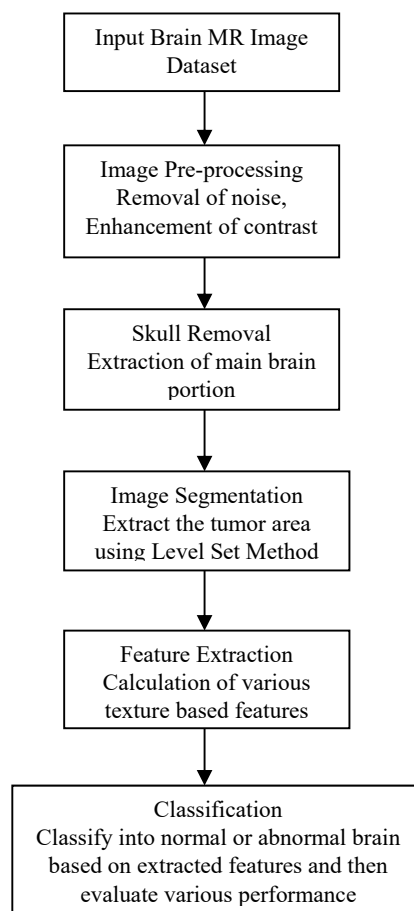 Input Brain MR Image
Dataset
Image Pre-processing
Removal of noise,
Enhancement of contrast
Skull Removal
Extraction of main brain
portion
Image Segmentation
Extract the tumor area
using Level Set Method
Feature Extraction
Calculation of various
texture based features
Classification
Classify into normal or abnormal brain
based on extracted features and then
evaluate various performance